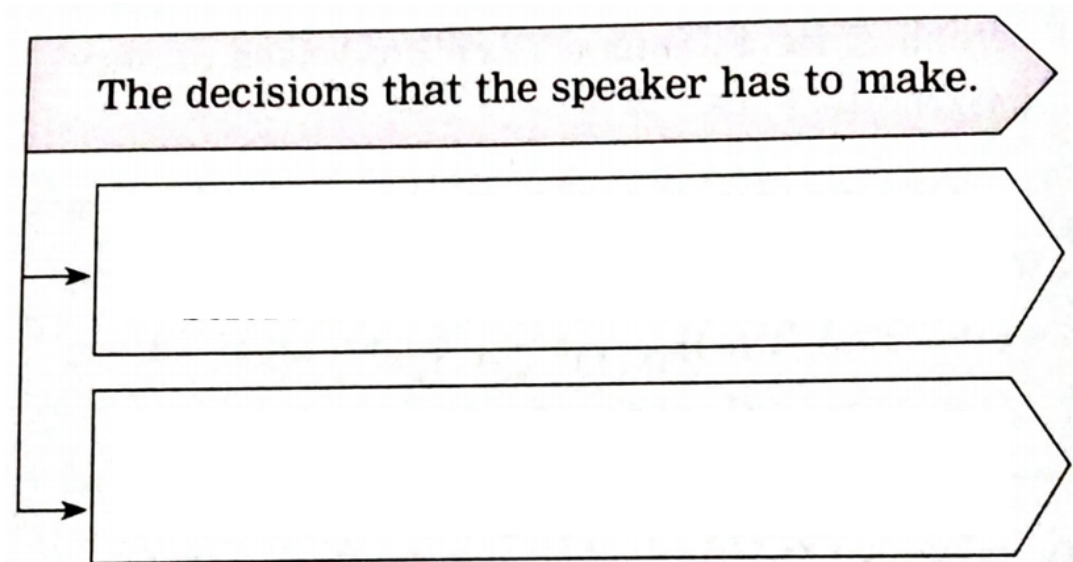 The decisions that the speaker has to make.